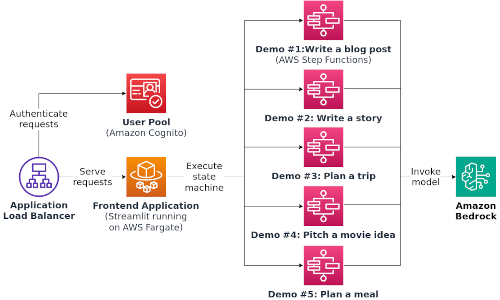 Demo #1:Write a blog post
(AWS Step Functions)
Authenticate
requests
User Pool
(Amazon Cognito)
Demo #2: Write a story
Application
Load Balancer
Serve
requests
Frontend Application
(Streamlit running
on AWS Fargate)
Execute
state
machine
Demo #3: Plan a trip
Invoke
model
Amazon
Bedrock
Demo #4: Pitch a movie idea
Demo #5: Plan a meal